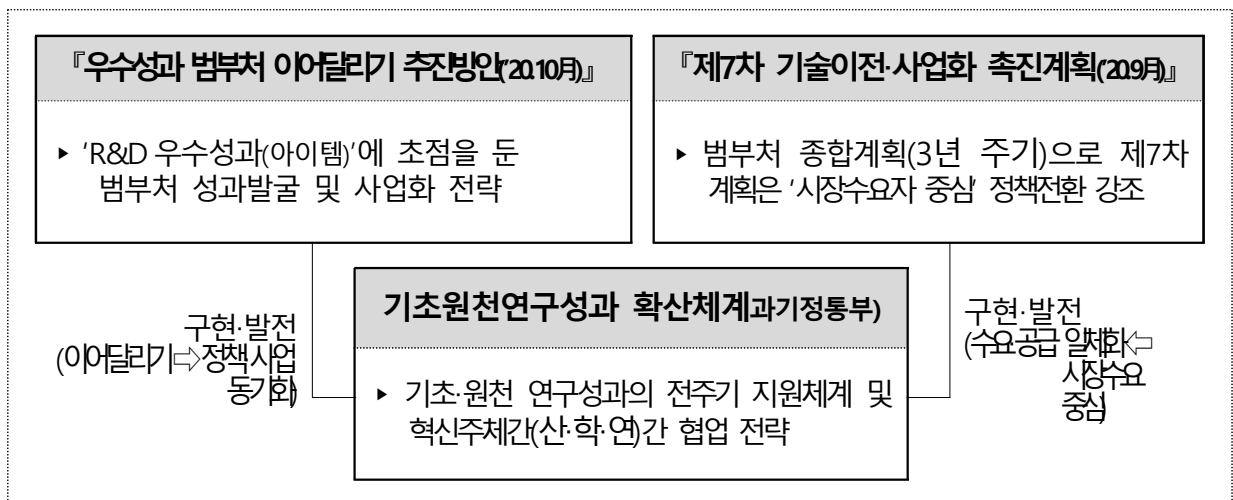 『우수성과 범부처 이어달리기 추진방안('20.10月)』
▸ 'R&D 우수성과(아이템)'에 초점을 둔
범부처 성과발굴 및 사업화 전략
『제7차 기술이전·사업화 촉진계획('20.9月)』
▸ 범부처 종합계획(3년 주기)으로 제7차
계획은 '시장수요자 중심' 정책전환 강조
구현·발전
(이어달리기⇨정책·사업
동기화)
기초원천연구성과 확산체계과기정통부)
▸ 기초·원천 연구성과의 전주기 지원체계 및
혁신주체간(산·학·연)간 협업 전략
구현·발전
(수요공급 일체화⇦
시장수요
중심)